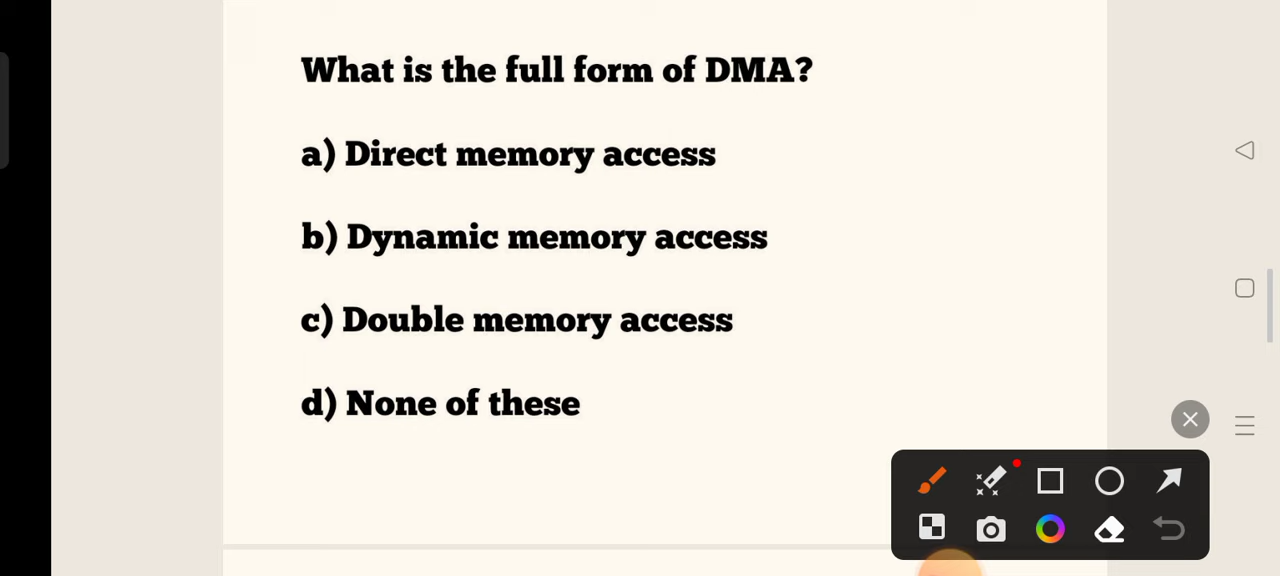 What is the full form of DMA?
a) Direct memory access
b) Dynamic memory access
c) Double memory access
d) None of these